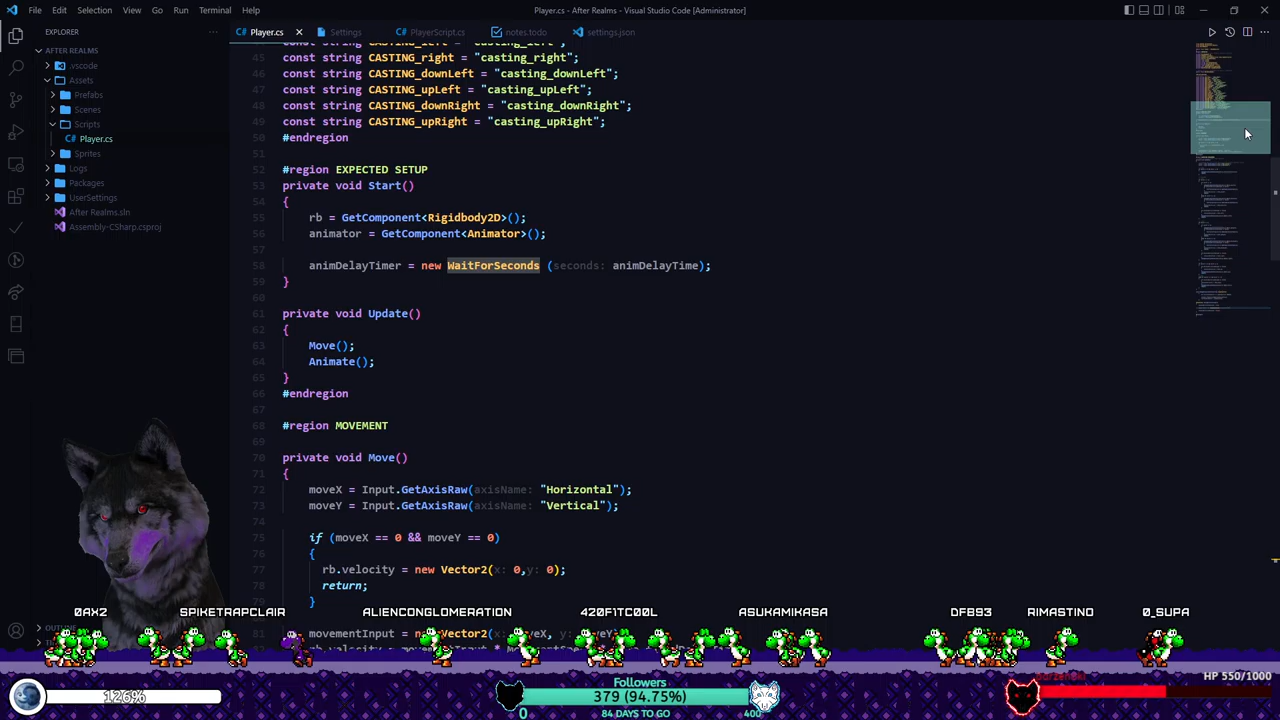 File Edit Selection View Go Run Terminal Help
Player.cs - After Realms - Visual Studio Code [Administrator]
EXPLORER
Player.cs
Settings
PlayerScript.cs
notes.todo
settings.json
AFTER REALMS
.vscode
Assets
Prefabs
Scenes
Scripts
Player.cs
Sprites
Logs
Packages
UserSettings
After Realms.sln
Assembly-CSharp.csproj
OUTLINE
45 const string CASTING_right = "casting_right";
46 const string CASTING_downLeft = "casting_downLeft";
47 const string CASTING_upLeft = "casting_upLeft";
48 const string CASTING_downRight = "casting_downRight";
49 const string CASTING_upRight = "casting_upRight";
50 #endregion
51
52 #region EXPECTED SETUP
53 private void Start()
54 {
55 rb = GetComponent<Rigidbody2D>();
56 animator = GetComponent<Animator>();
57
58 animDelayTimer = new WaitForSeconds (seconds: animDelayTime);
59 }
60
61 private void Update()
62 {
63 Move();
64 Animate();
65 }
66 #endregion
67
68 #region MOVEMENT
69
70 private void Move()
71 {
72 moveX = Input.GetAxisRaw(axisName: "Horizontal");
73 moveY = Input.GetAxisRaw(axisName: "Vertical");
74
75 if (moveX == 0 && moveY == 0)
76 {
77 rb.velocity = new Vector2(x: 0,y: 0);
78 return;
79 }
81 movementInput = new Vector2(
0AX2 SPIKETRAPCLAIR ALIENCONGLOMERATION 420F1TC00L ASUKAMIKASA DFB93 RIMASTINO 0_SUPA
126%
Followers
379 (94.75%)
0 84 DAYS TO GO 400
HP 550/1000